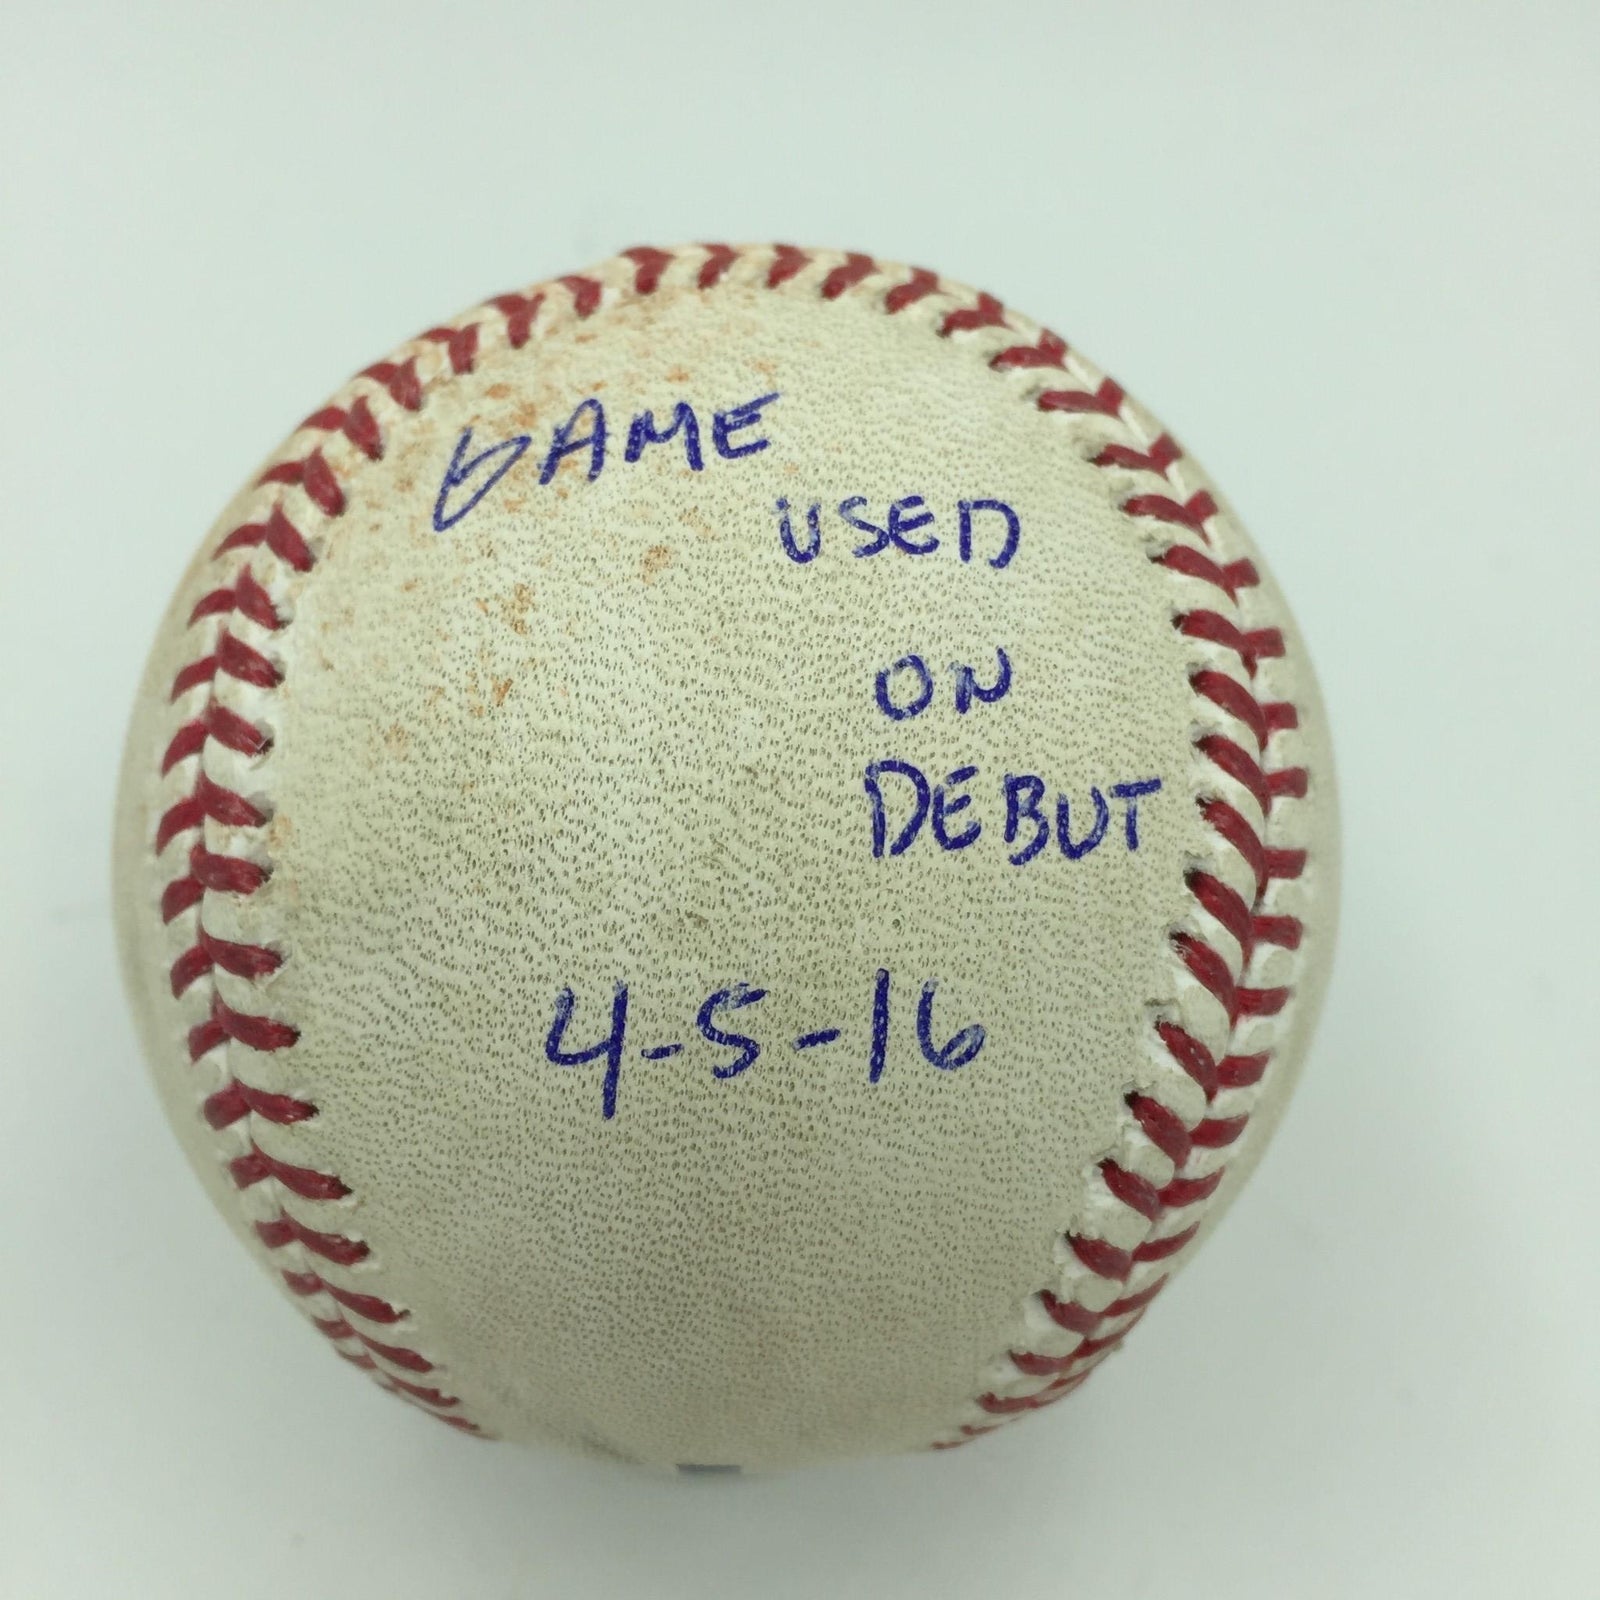 GAME
USED
ON
DEBUT
4-5-16